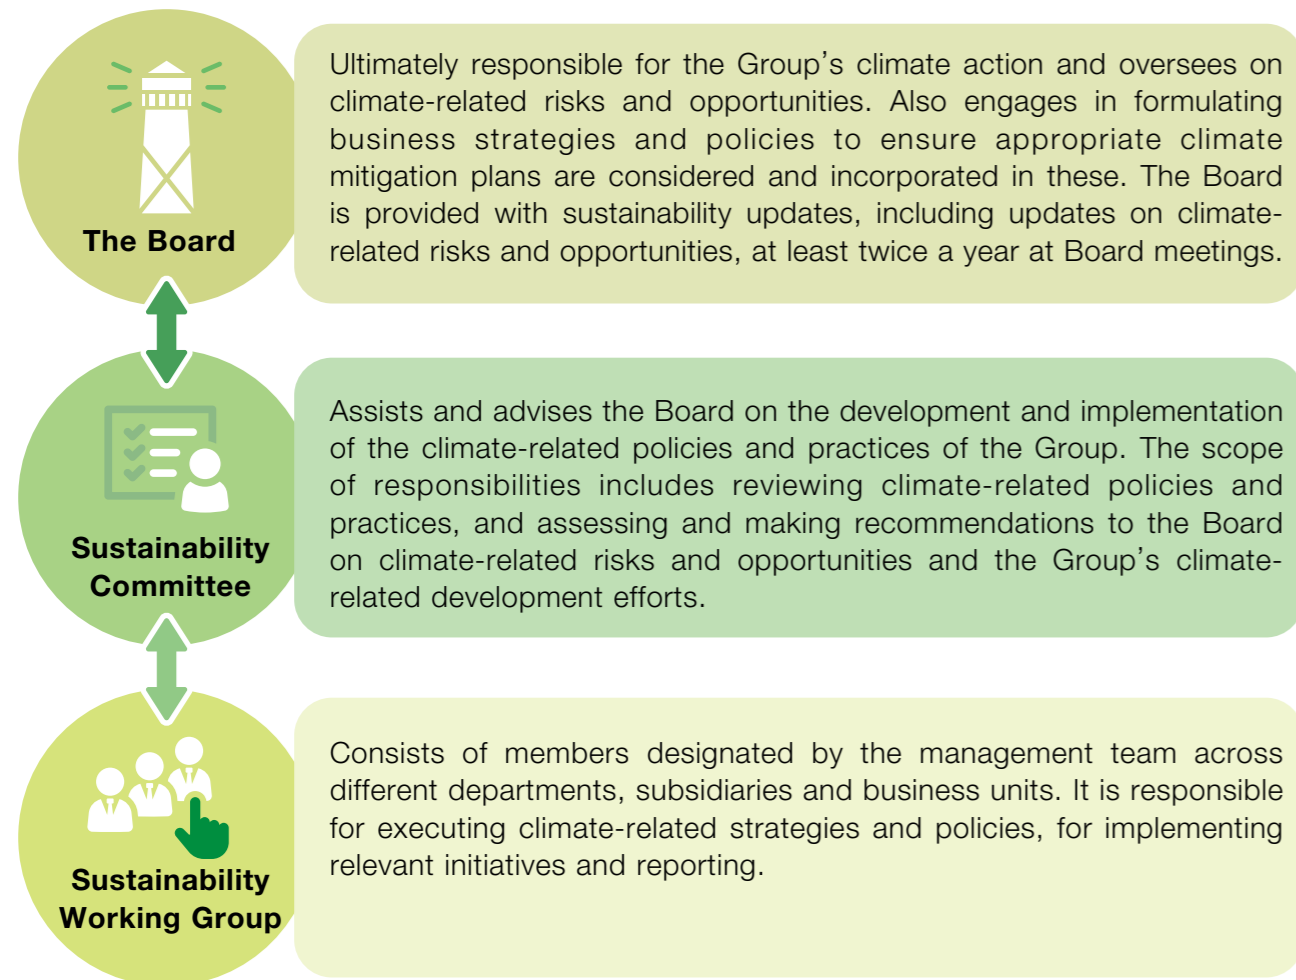 The Board
Ultimately responsible for the Group’s climate action and oversees on
climate-related risks and opportunities. Also engages in formulating
business strategies and policies to ensure appropriate climate
mitigation plans are considered and incorporated in these. The Board
is provided with sustainability updates, including updates on climate-
related risks and opportunities, at least twice a year at Board meetings.
Sustainability
Committee
Assists and advises the Board on the development and implementation
of the climate-related policies and practices of the Group. The scope
of responsibilities includes reviewing climate-related policies and
practices, and assessing and making recommendations to the Board
on climate-related risks and opportunities and the Group’s climate-
related development efforts.
Sustainability
Working Group
Consists of members designated by the management team across
different departments, subsidiaries and business units. It is responsible
for executing climate-related strategies and policies, for implementing
relevant initiatives and reporting.